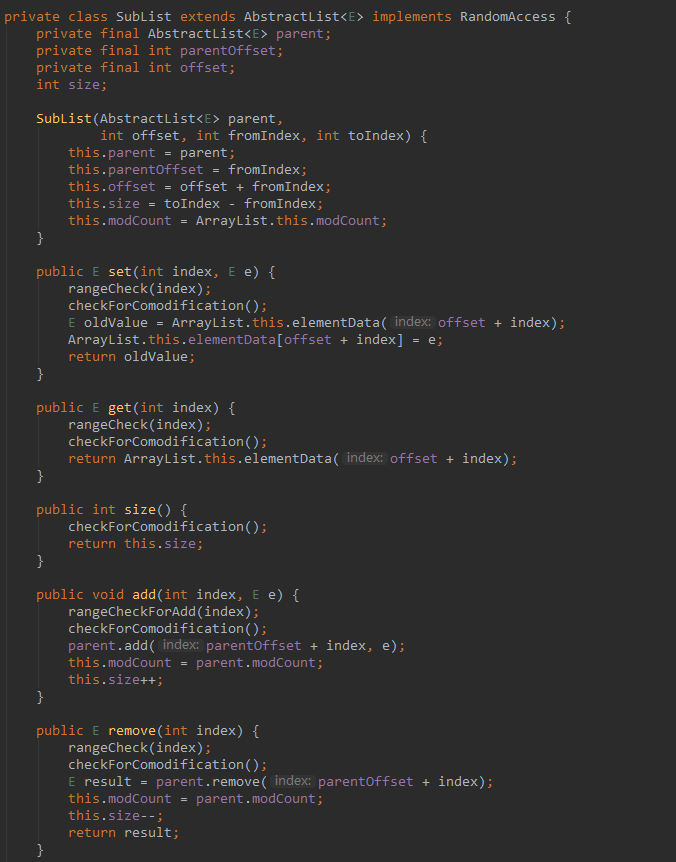 private class SubList extends AbstractList<E> implements RandomAccess {
    private final AbstractList<E> parent;
    private final int parentOffset;
    private final int offset;
    int size;

    SubList(AbstractList<E> parent,
            int offset, int fromIndex, int toIndex) {
        this.parent = parent;
        this.parentOffset = fromIndex;
        this.offset = offset + fromIndex;
        this.size = toIndex - fromIndex;
        this.modCount = ArrayList.this.modCount;
    }

    public E set(int index, E e) {
        rangeCheck(index);
        checkForComodification();
        E oldValue = ArrayList.this.elementData( index: offset + index);
        ArrayList.this.elementData[offset + index] = e;
        return oldValue;
    }

    public E get(int index) {
        rangeCheck(index);
        checkForComodification();
        return ArrayList.this.elementData( index: offset + index);
    }

    public int size() {
        checkForComodification();
        return this.size;
    }

    public void add(int index, E e) {
        rangeCheckForAdd(index);
        checkForComodification();
        parent.add( index: parentOffset + index, e);
        this.modCount = parent.modCount;
        this.size++;
    }

    public E remove(int index) {
        rangeCheck(index);
        checkForComodification();
        E result = parent.remove( index: parentOffset + index);
        this.modCount = parent.modCount;
        this.size--;
        return result;
    }